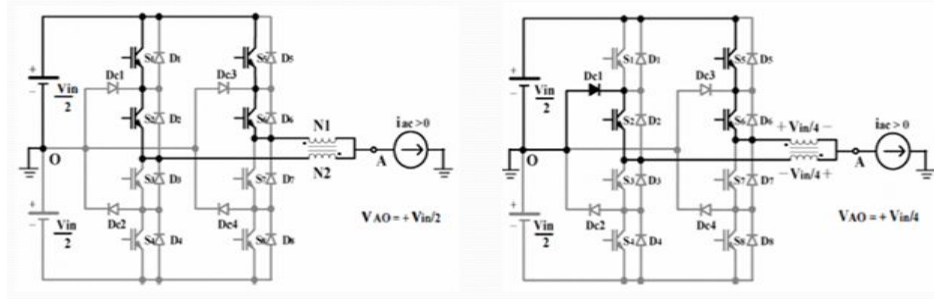 S1 D1 S5 D5
+ Dc1 Dc3
Vin/2
−
S2 D2 S6 D6
N1 iac>0
O A
N2
S3 D3 S7 D7
+ VAO = + Vin/2
Vin/2 Dc2 Dc4
−
S4 D4 S8 D8
S1 D1 S5 D5
+ Dc1 Dc3
Vin/2
−
S2 D2 S6 D6
+ Vin/4 − iac>0
O A
− Vin/4 +
S3 D3 S7 D7
+ VAO = + Vin/4
Vin/2 Dc2 Dc4
−
S4 D4 S8 D8